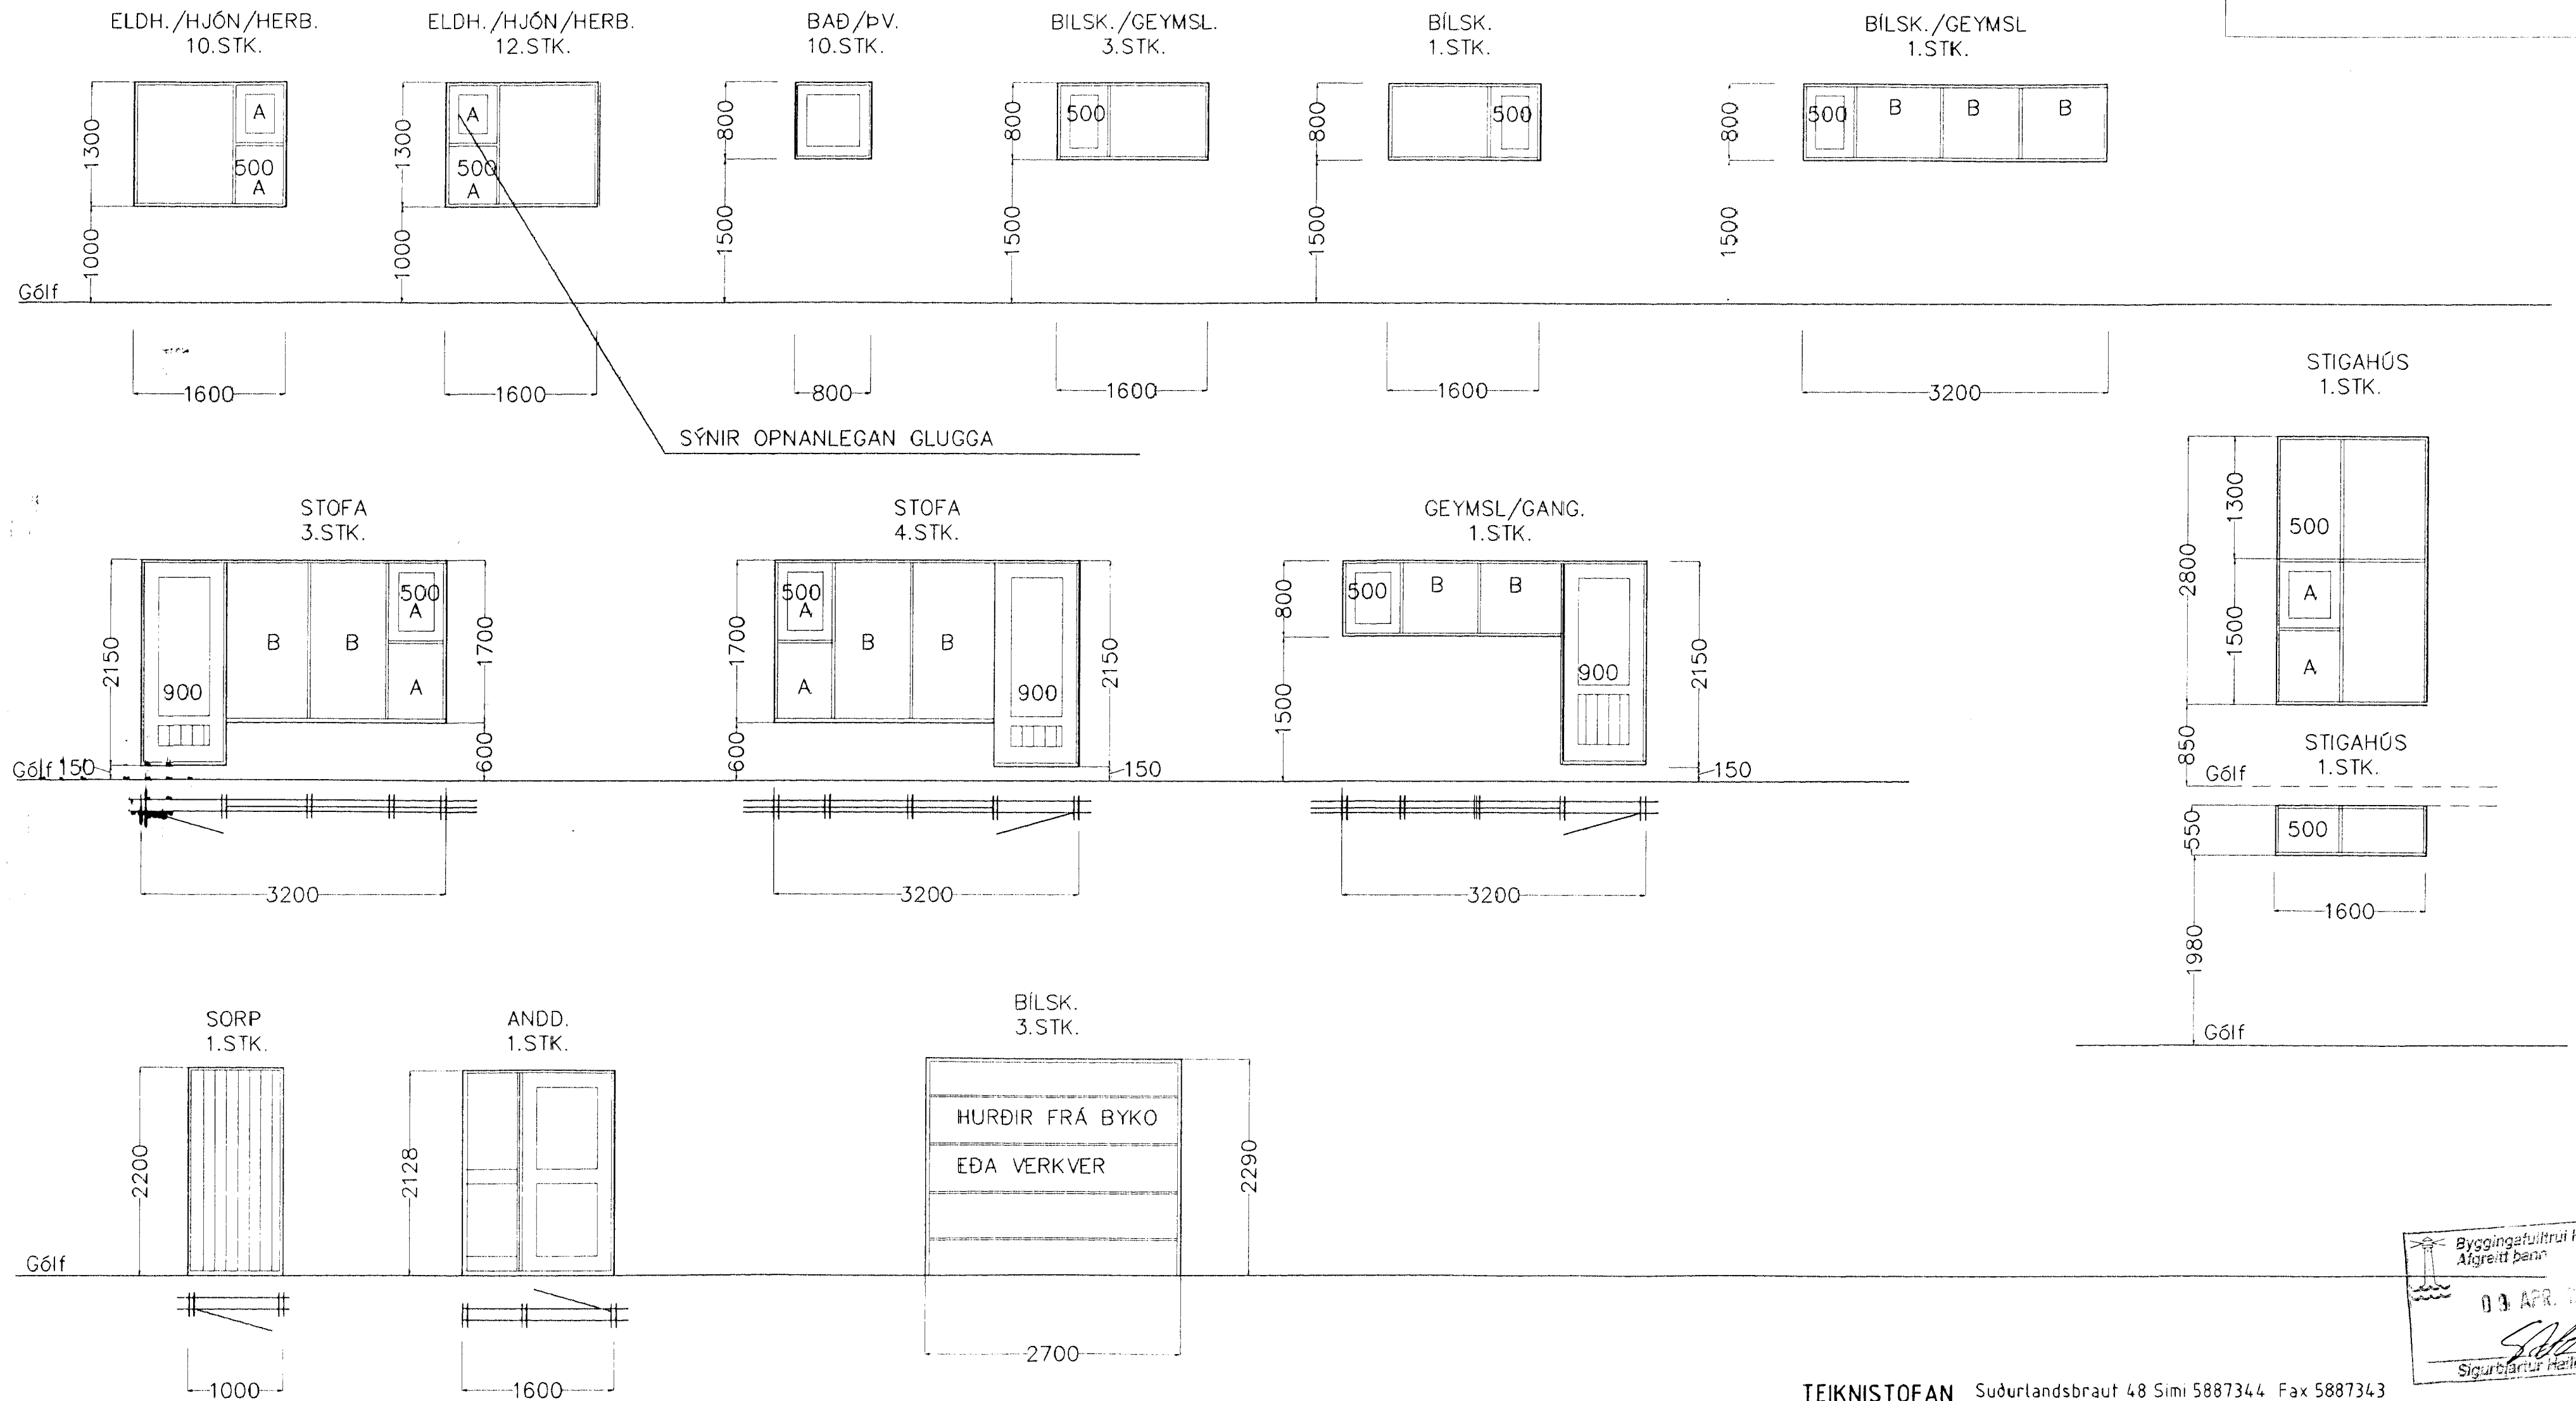 ELDH./HJÓN/HERB.
10.STK.
ELDH./HJÓN/HERB.
12.STK.
BAÐ/ÞV.
10.STK.
BILSK./GEYMSL.
3.STK.
BÍLSK.
1.STK.
BÍLSK./GEYMSL
1.STK.
1300
1000
A
500
A
1300
1000
A
500
A
800
1500
800
1500
500
800
1500
500
800
1500
500
B
B
B
Gólf
1600
1600
800
1600
1600
3200
SÝNIR OPNANLEGAN GLUGGA
STIGAHÚS
1.STK.
2800
1300
1500
850
500
A
A
STOFA
3.STK.
2150
900
B
B
500
A
A
1700
600
Gólf 150
3200
STOFA
4.STK.
1700
600
500
A
A
B
B
900
2150
150
3200
GEYMSL/GANG.
1.STK.
800
1500
500
B
B
900
2150
150
3200
STIGAHÚS
1.STK.
Gólf
550
500
1600
1980
Gólf
SORP
1.STK.
2200
1000
ANDD.
1.STK.
2128
1600
BÍLSK.
3.STK.
HURÐIR FRÁ BYKO
EÐA VERKVER
2290
2700
Gólf
Byggingafulltrúi
Afgreitt þann
09. APR.
TEIKNISTOFAN Suðurlandsbraut 48 Simi 5887344 Fax 5887343